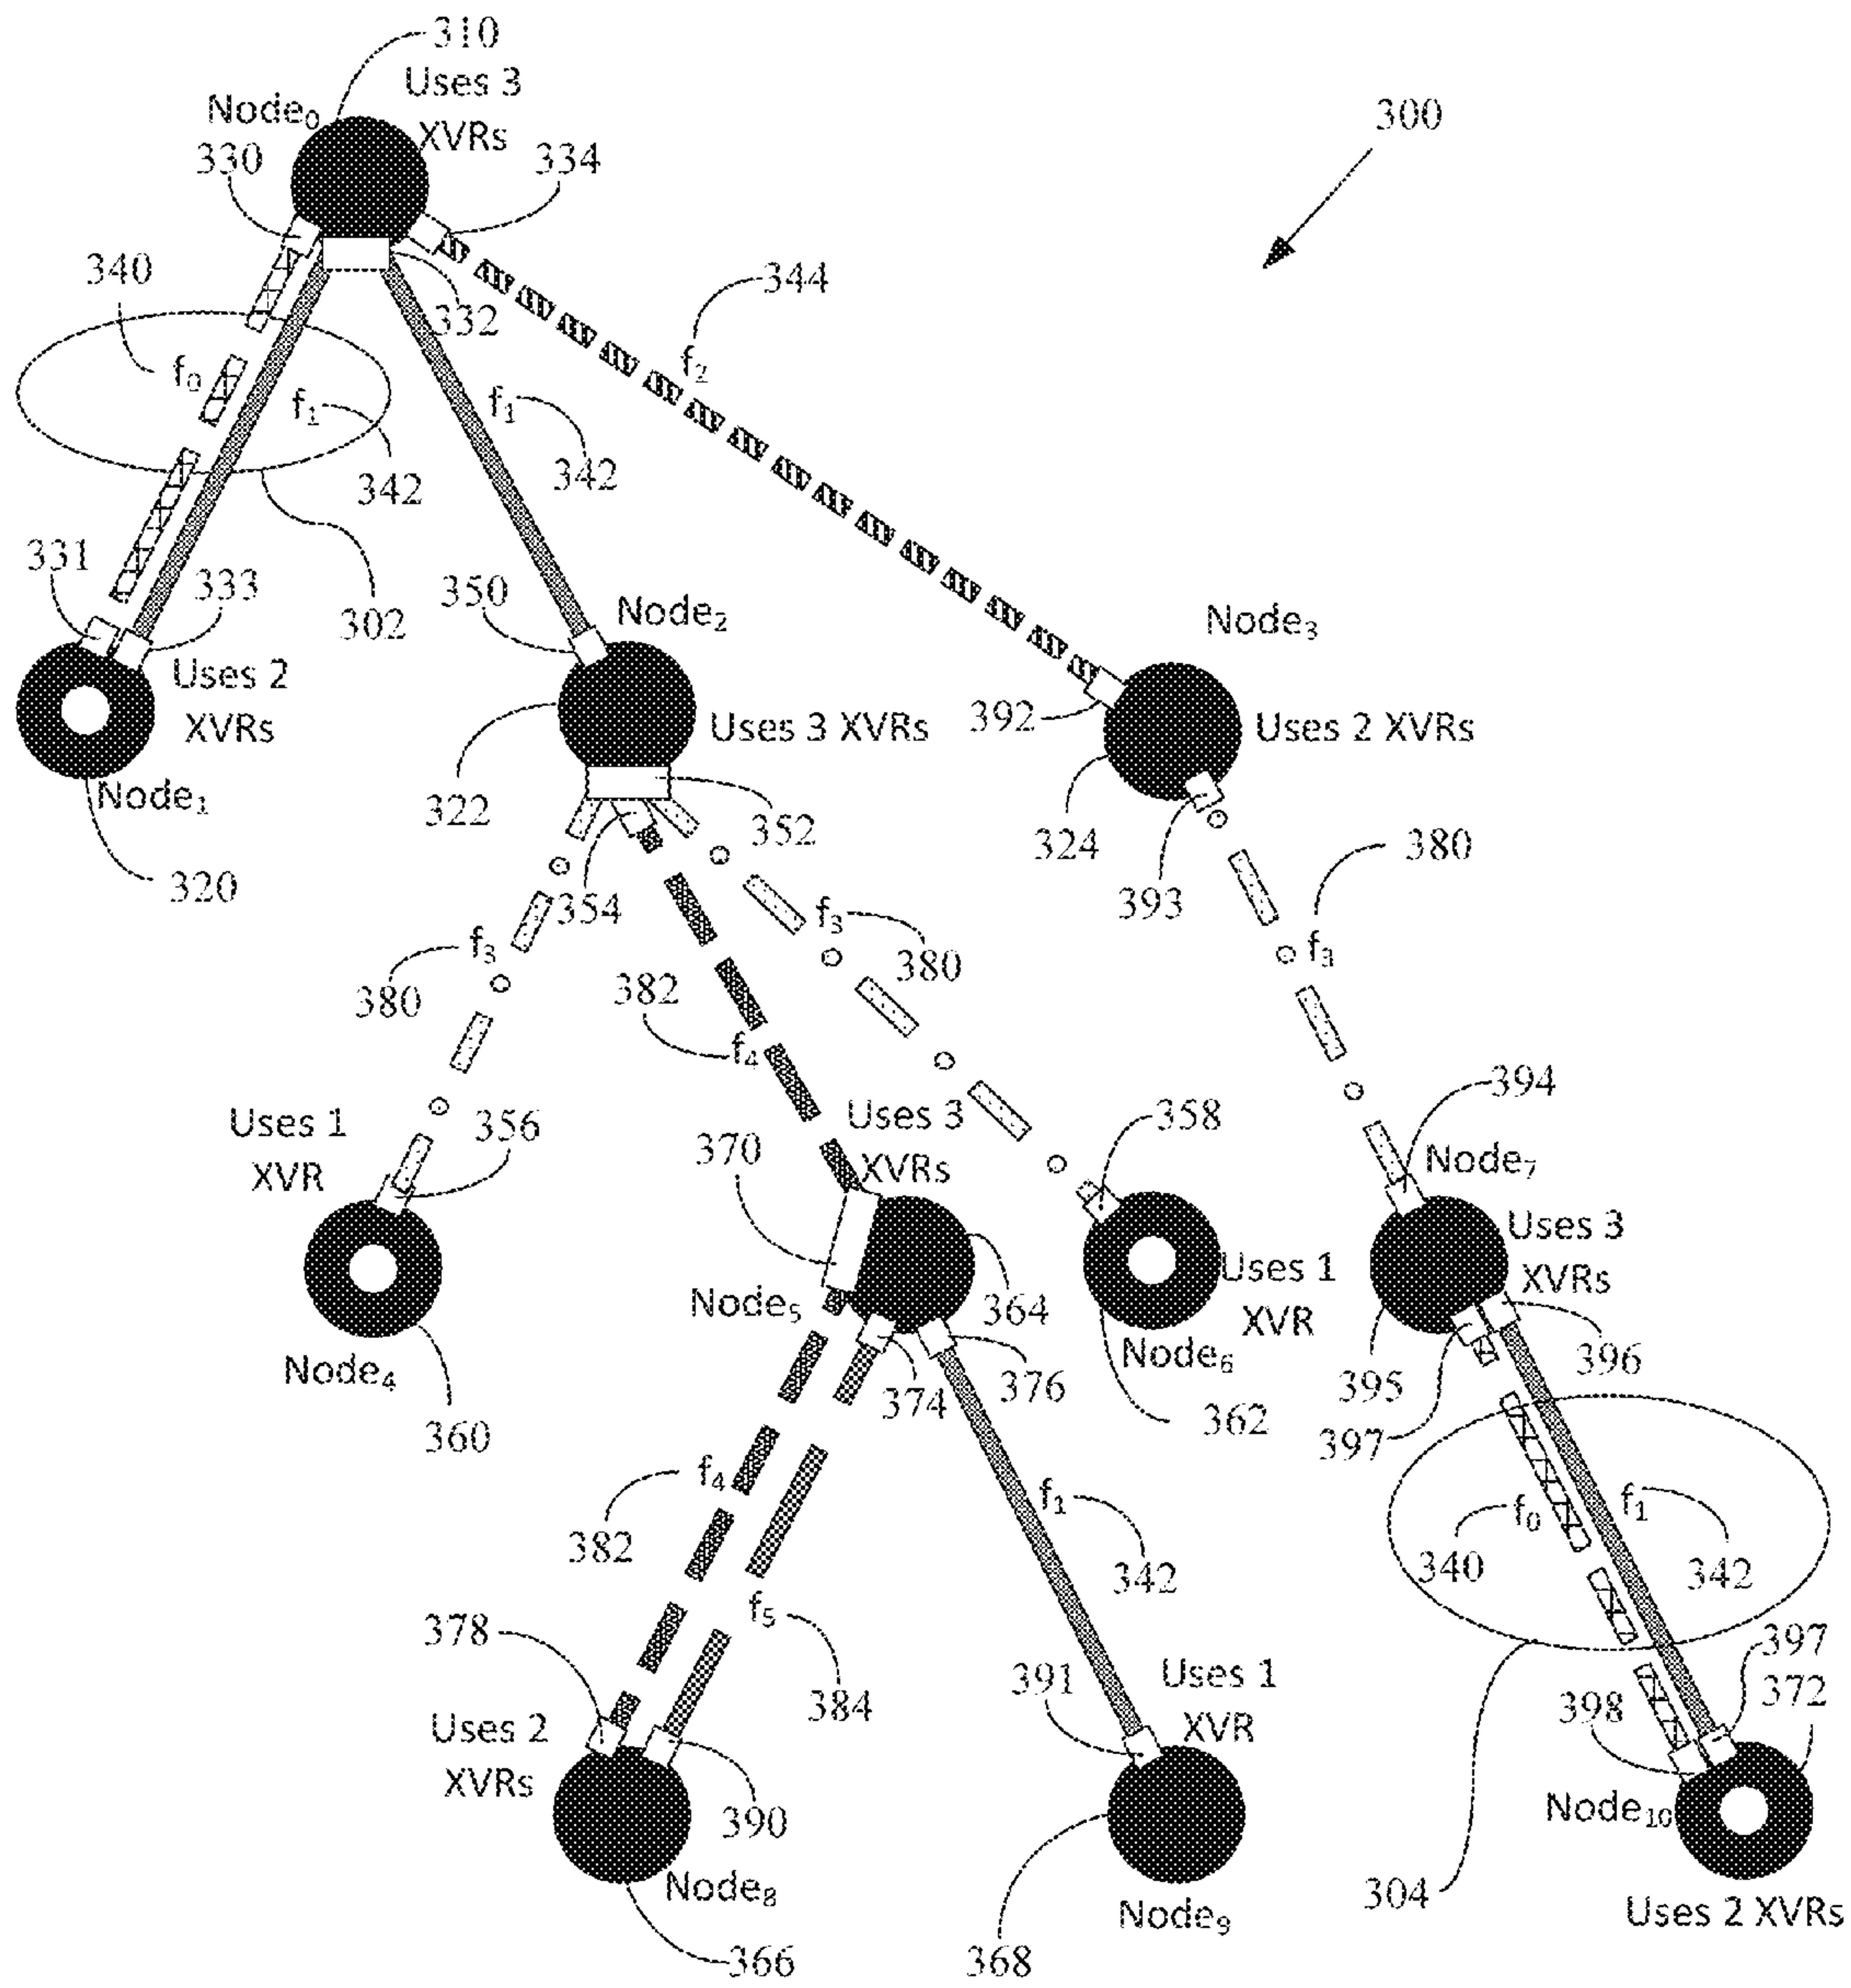 310
Uses 3
XVRs
Node₀
300
330
334
340
332
344
f₀
f₁
f₁
f₂
342
342
331
333
302
350
Node₂
Node₃
Uses 2
XVRs
392
Uses 3 XVRs
Uses 2 XVRs
Node₁
322
352
324
380
320
354
393
f₃
f₃
f₃
380
382
380
f₄
394
Uses 1
XVR
356
370
Uses 3
XVRs
358
Node₇
Uses 3
XVRs
Node₅
364
Uses 1
XVR
Node₄
374
376
Node₆
395
396
360
362
397
f₄
f₁
f₀
f₁
382
342
340
342
378
f₅
384
391
Uses 1
XVR
397
372
398
Uses 2
XVRs
390
Node₁₀
Node₈
Node₉
304
Uses 2 XVRs
366
368